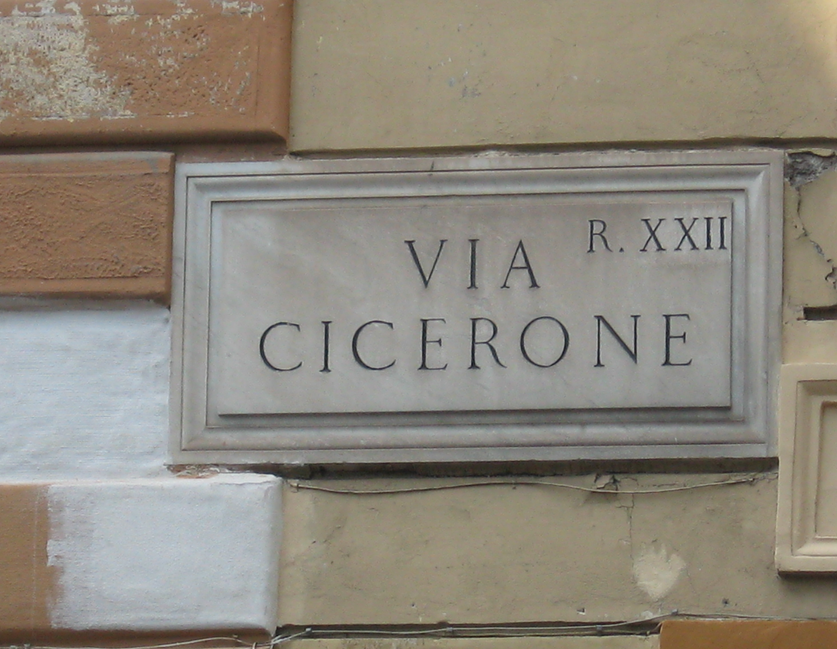 R. XXII
VIA
CICERONE